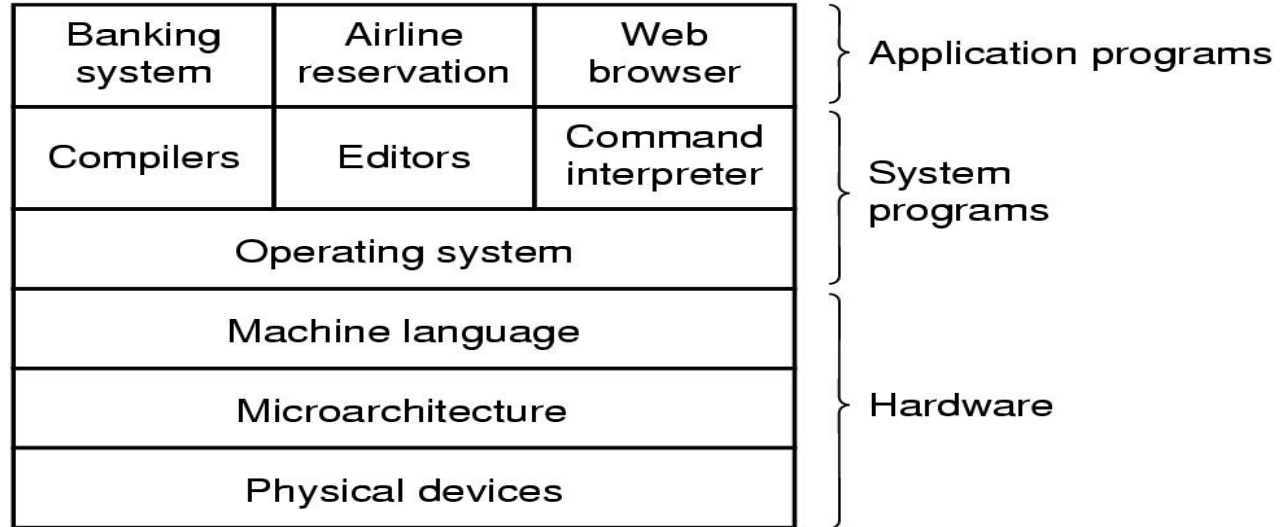 Banking system
Airline reservation
Web browser
Application programs
Compilers
Editors
Command interpreter
System programs
Operating system
Machine language
Microarchitecture
Hardware
Physical devices